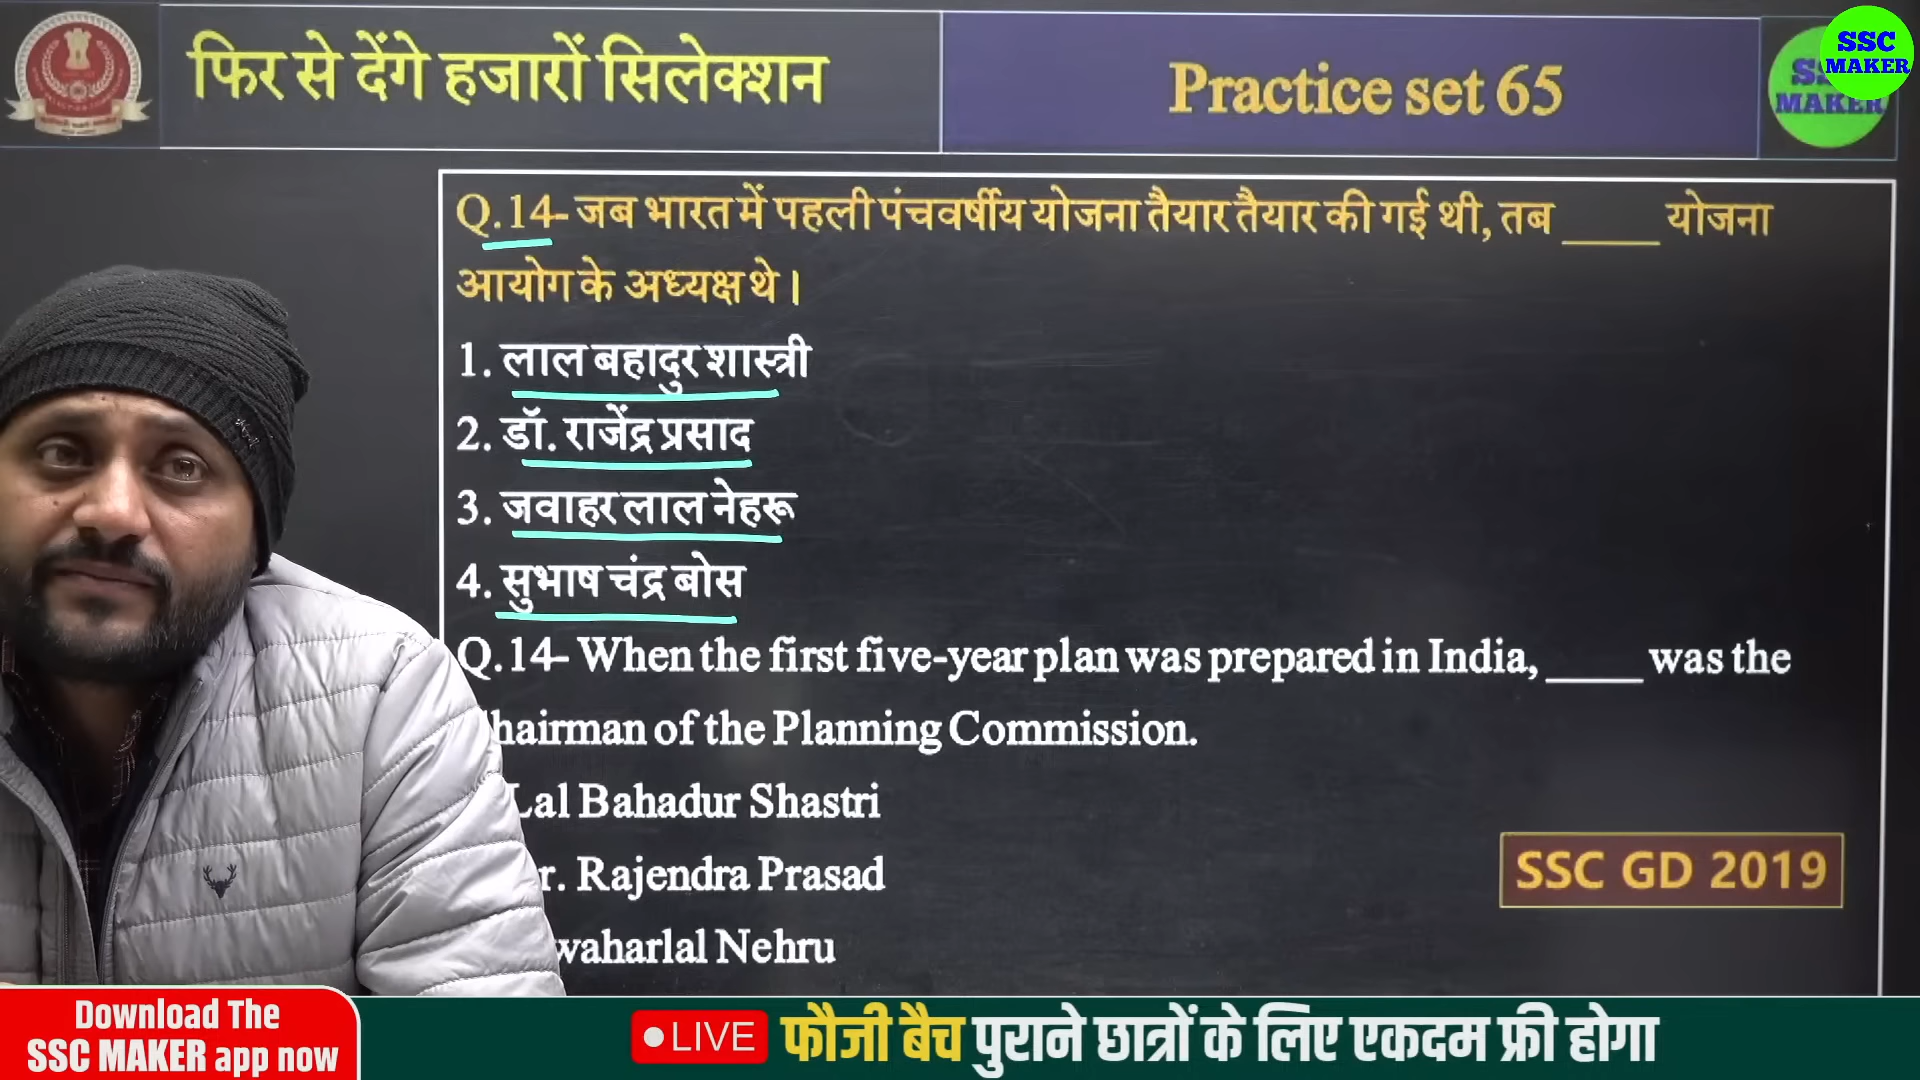 फिर से देंगे हजारों सिलेक्शन
Practice set 65
SSC
MAKER
MAKER
Q.14- जब भारत में पहली पंचवर्षीय योजना तैयार तैयार की गई थी, तब ____ योजना
आयोग के अध्यक्ष थे।
1. लाल बहादुर शास्त्री
2. डॉ. राजेंद्र प्रसाद
3. जवाहर लाल नेहरू
4. सुभाष चंद्र बोस
Q.14- When the first five-year plan was prepared in India, ____ was the
hairman of the Planning Commission.
Lal Bahadur Shastri
r. Rajendra Prasad
waharlal Nehru
SSC GD 2019
Download The
SSC MAKER app now
LIVE फौजी बैच पुराने छात्रों के लिए एकदम फ्री होगा